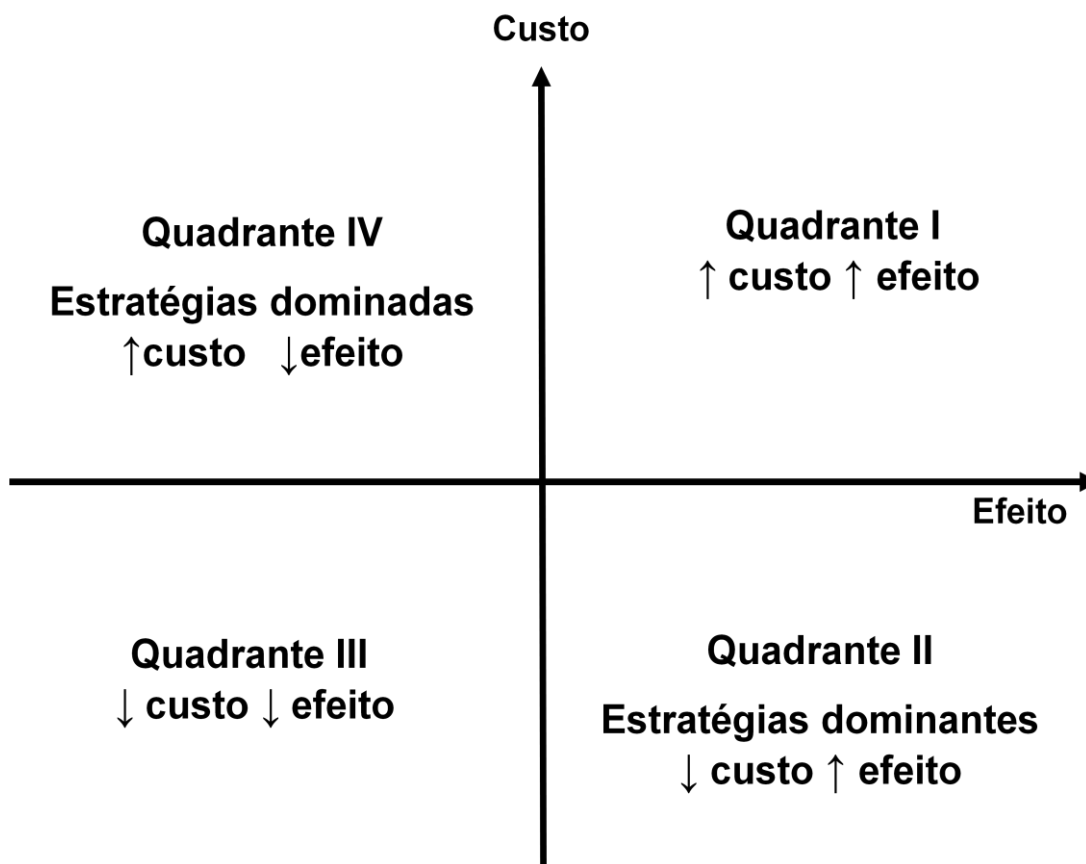 Custo
Quadrante IV
Estratégias dominadas
↑custo ↓efeito
Quadrante I
↑ custo ↑ efeito
Efeito
Quadrante III
↓ custo ↓ efeito
Quadrante II
Estratégias dominantes
↓ custo ↑ efeito